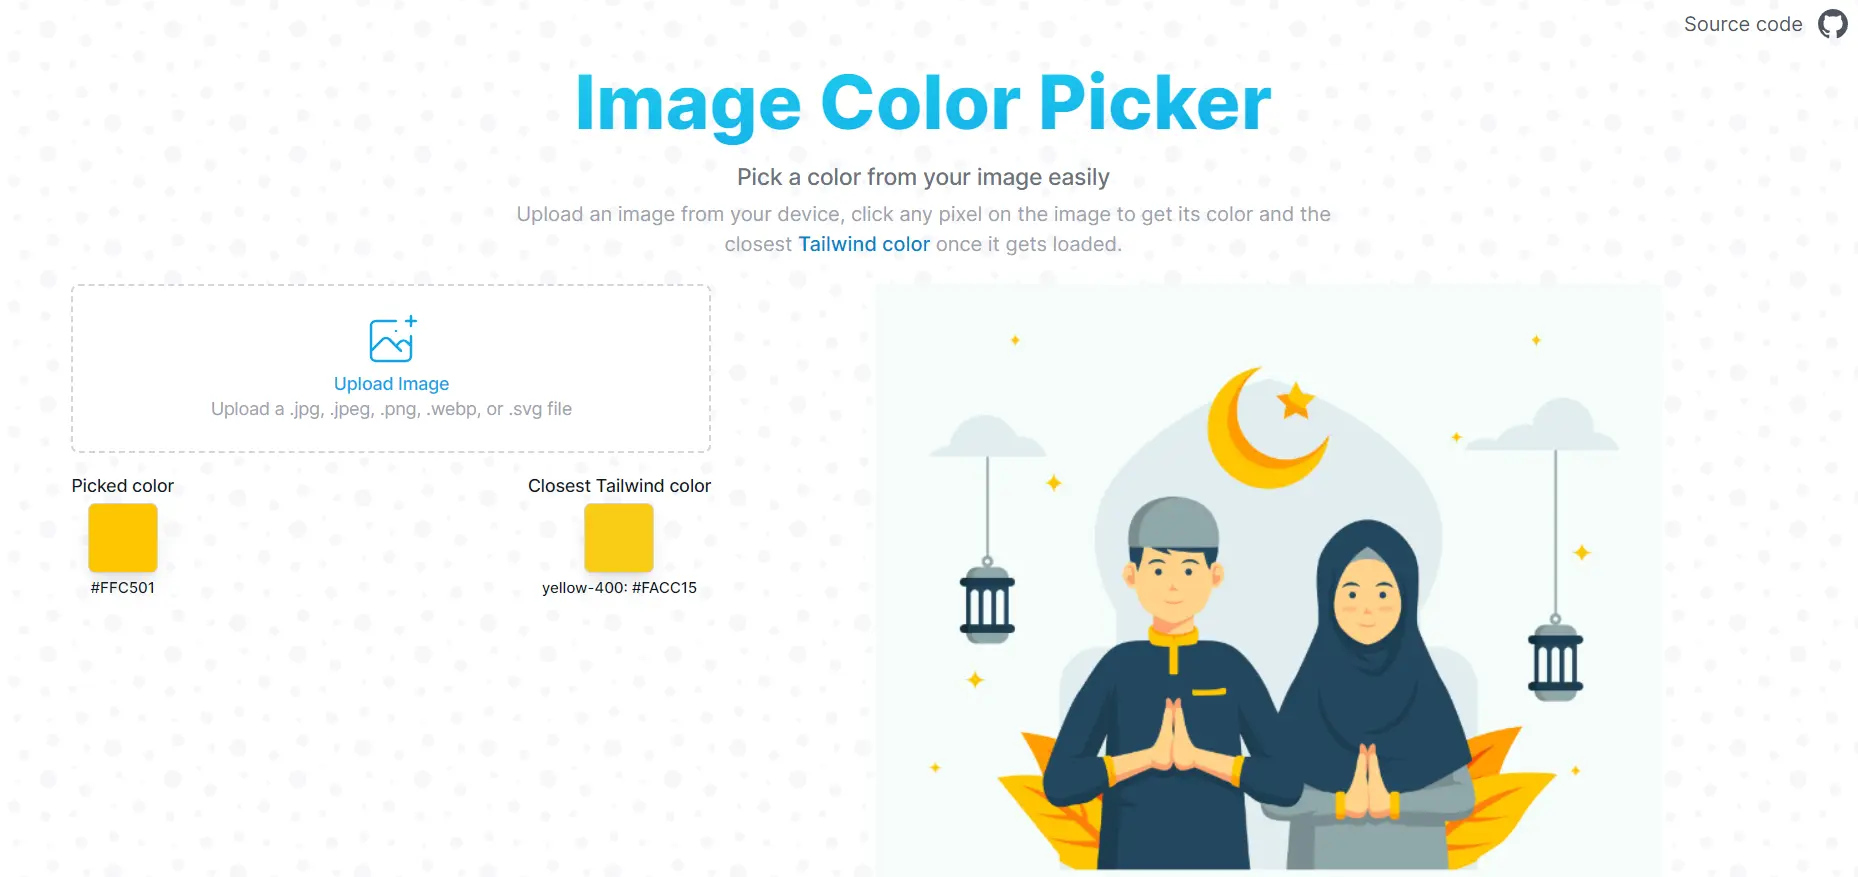 Source code
Image Color Picker
Pick a color from your image easily
Upload an image from your device, click any pixel on the image to get its color and the
closest Tailwind color once it gets loaded.
Upload Image
Upload a .jpg, .jpeg, .png, .webp, or .svg file
Picked color
#FFC501
Closest Tailwind color
yellow-400: #FACC15